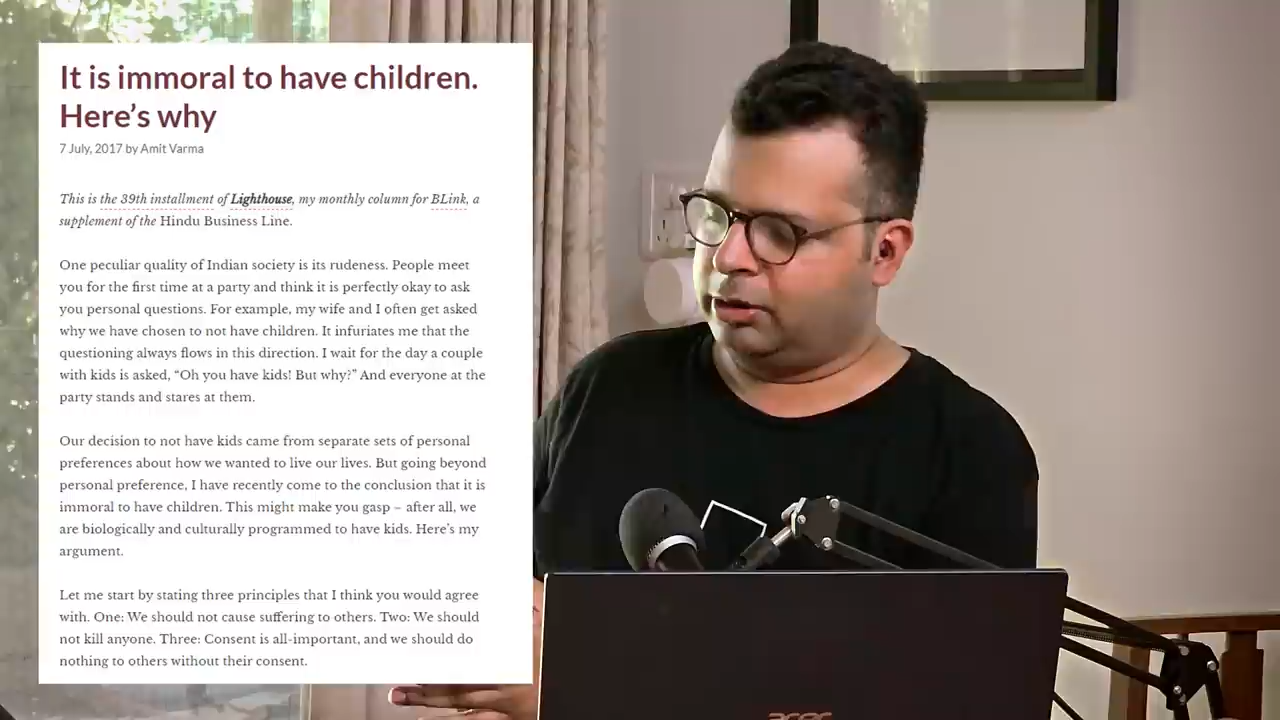 It is immoral to have children.
Here’s why
7 July, 2017 by Amit Varma
This is the 39th installment of Lighthouse, my monthly column for BLink, a
supplement of the Hindu Business Line.
One peculiar quality of Indian society is its rudeness. People meet
you for the first time at a party and think it is perfectly okay to ask
you personal questions. For example, my wife and I often get asked
why we have chosen to not have children. It infuriates me that the
questioning always flows in this direction. I wait for the day a couple
with kids is asked, “Oh you have kids! But why?” And everyone at the
party stands and stares at them.
Our decision to not have kids came from separate sets of personal
preferences about how we wanted to live our lives. But going beyond
personal preference, I have recently come to the conclusion that it is
immoral to have children. This might make you gasp – after all, we
are biologically and culturally programmed to have kids. Here’s my
argument.
Let me start by stating three principles that I think you would agree
with. One: We should not cause suffering to others. Two: We should
not kill anyone. Three: Consent is all-important, and we should do
nothing to others without their consent.
acer